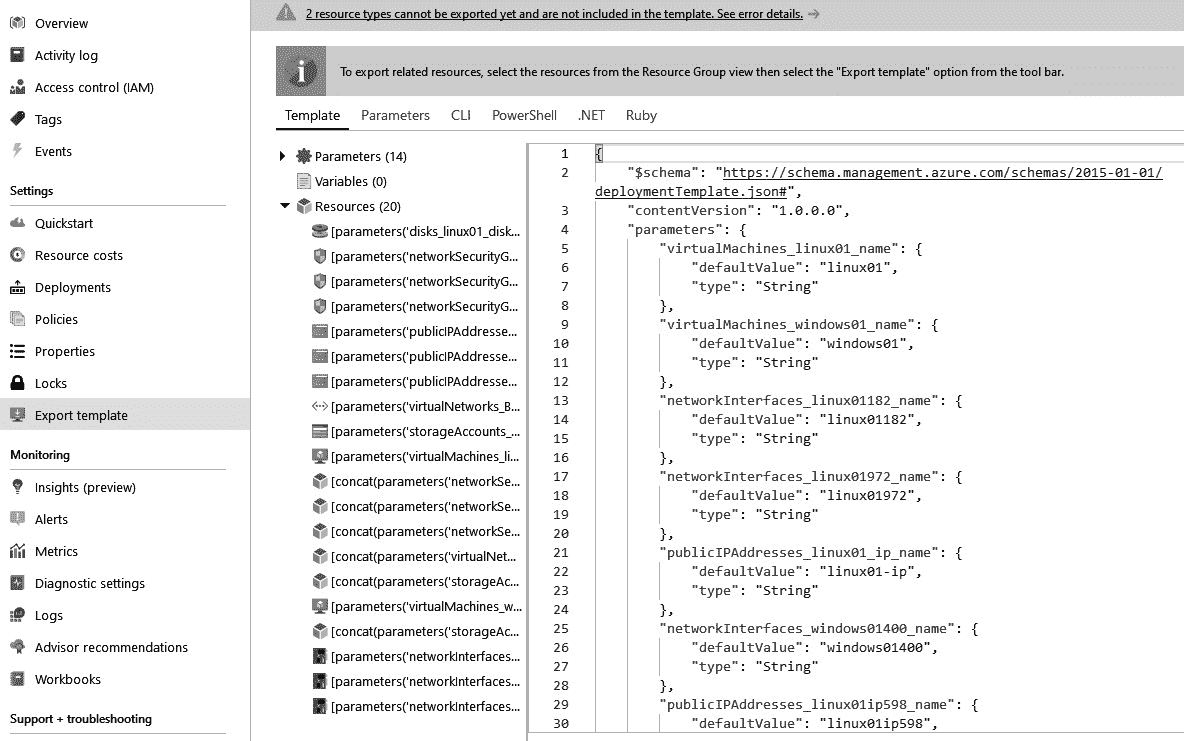 Overview
Activity log
Access control (IAM)
Tags
Events
Settings
Quickstart
Resource costs
Deployments
Policies
Properties
Locks
Export template
Monitoring
Insights (preview)
Alerts
Metrics
Diagnostic settings
Logs
Advisor recommendations
Workbooks
Support + troubleshooting
2 resource types cannot be exported yet and are not included in the template. See error details. →
To export related resources, select the resources from the Resource Group view then select the "Export template" option from the tool bar.
Template Parameters CLI PowerShell .NET Ruby
Parameters (14)
Variables (0)
Resources (20)
[parameters('disks_linux01_disk...
[parameters('networkSecurityG...
[parameters('networkSecurityG...
[parameters('networkSecurityG...
[parameters('publicIPAddresse...
[parameters('publicIPAddresse...
[parameters('publicIPAddresse...
[parameters('virtualNetworks_B...
[parameters('storageAccounts_...
[parameters('virtualMachines_li...
[concat(parameters('networkSe...
[concat(parameters('networkSe...
[concat(parameters('networkSe...
[concat(parameters('virtualNet...
[concat(parameters('storageAc...
[parameters('virtualMachines_w...
[concat(parameters('storageAc...
[parameters('networkInterfaces...
[parameters('networkInterfaces...
[parameters('networkInterfaces...
1 {
2 "$schema": "https://schema.management.azure.com/schemas/2015-01-01/
deploymentTemplate.json#",
3 "contentVersion": "1.0.0.0",
4 "parameters": {
5 "virtualMachines_linux01_name": {
6 "defaultValue": "linux01",
7 "type": "String"
8 },
9 "virtualMachines_windows01_name": {
10 "defaultValue": "windows01",
11 "type": "String"
12 },
13 "networkInterfaces_linux01182_name": {
14 "defaultValue": "linux01182",
15 "type": "String"
16 },
17 "networkInterfaces_linux01972_name": {
18 "defaultValue": "linux01972",
19 "type": "String"
20 },
21 "publicIPAddresses_linux01_ip_name": {
22 "defaultValue": "linux01-ip",
23 "type": "String"
24 },
25 "networkInterfaces_windows01400_name": {
26 "defaultValue": "windows01400",
27 "type": "String"
28 },
29 "publicIPAddresses_linux01ip598_name": {
30 "defaultValue": "linux01ip598",